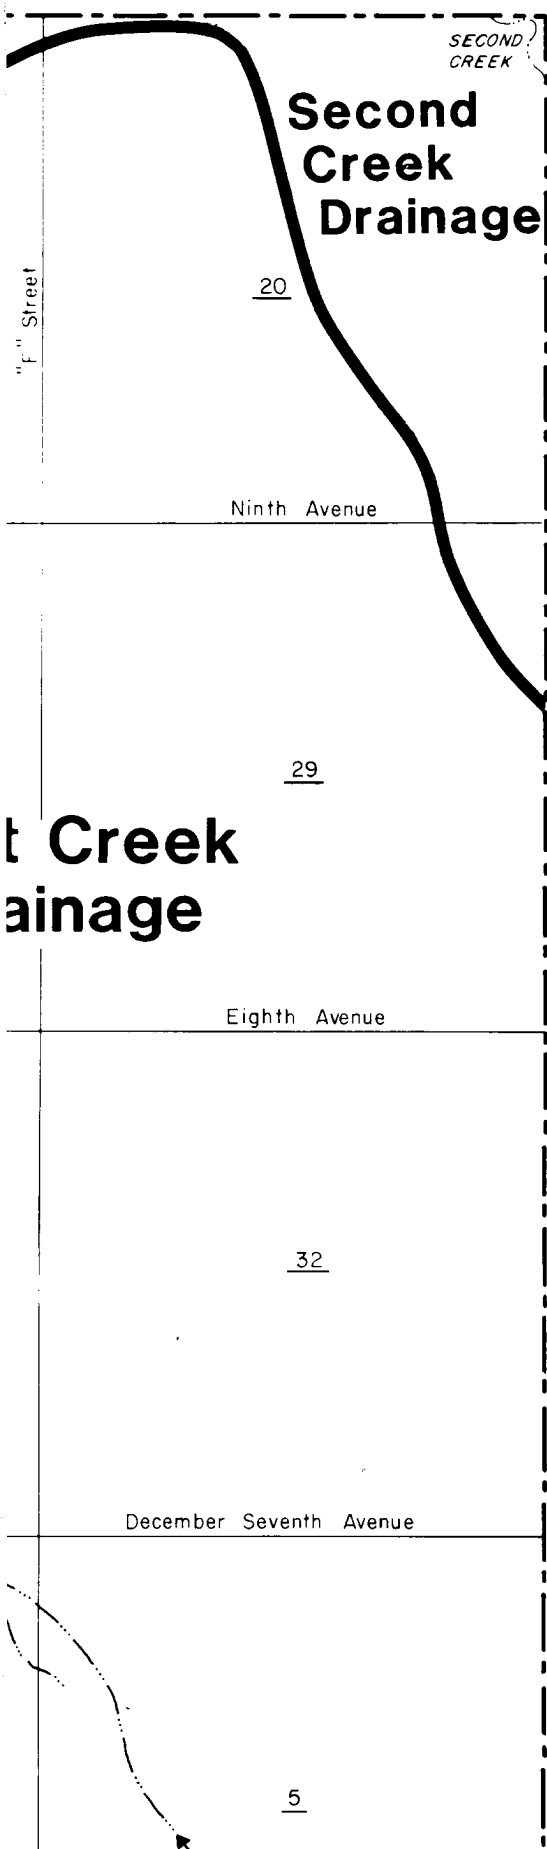 SECOND
CREEK
Second
Creek
Drainage
"F" Street
20
Ninth Avenue
29
t Creek
ainage
Eighth Avenue
32
December Seventh Avenue
5